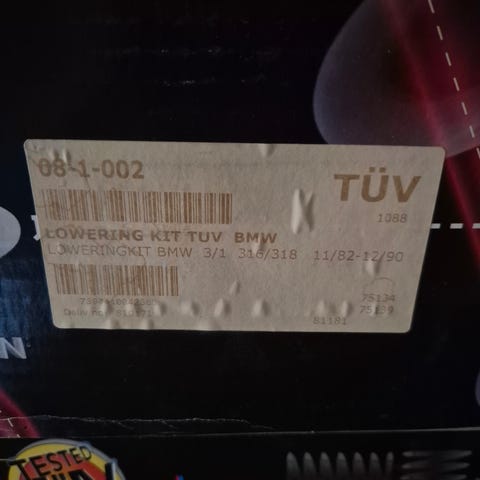 08-1-002
TÜV
1088
LOWERING KIT TUV BMW
LOWERINGKIT BMW 3/1 316/318 11/82-12/90
75134
75139
81181
TESTED